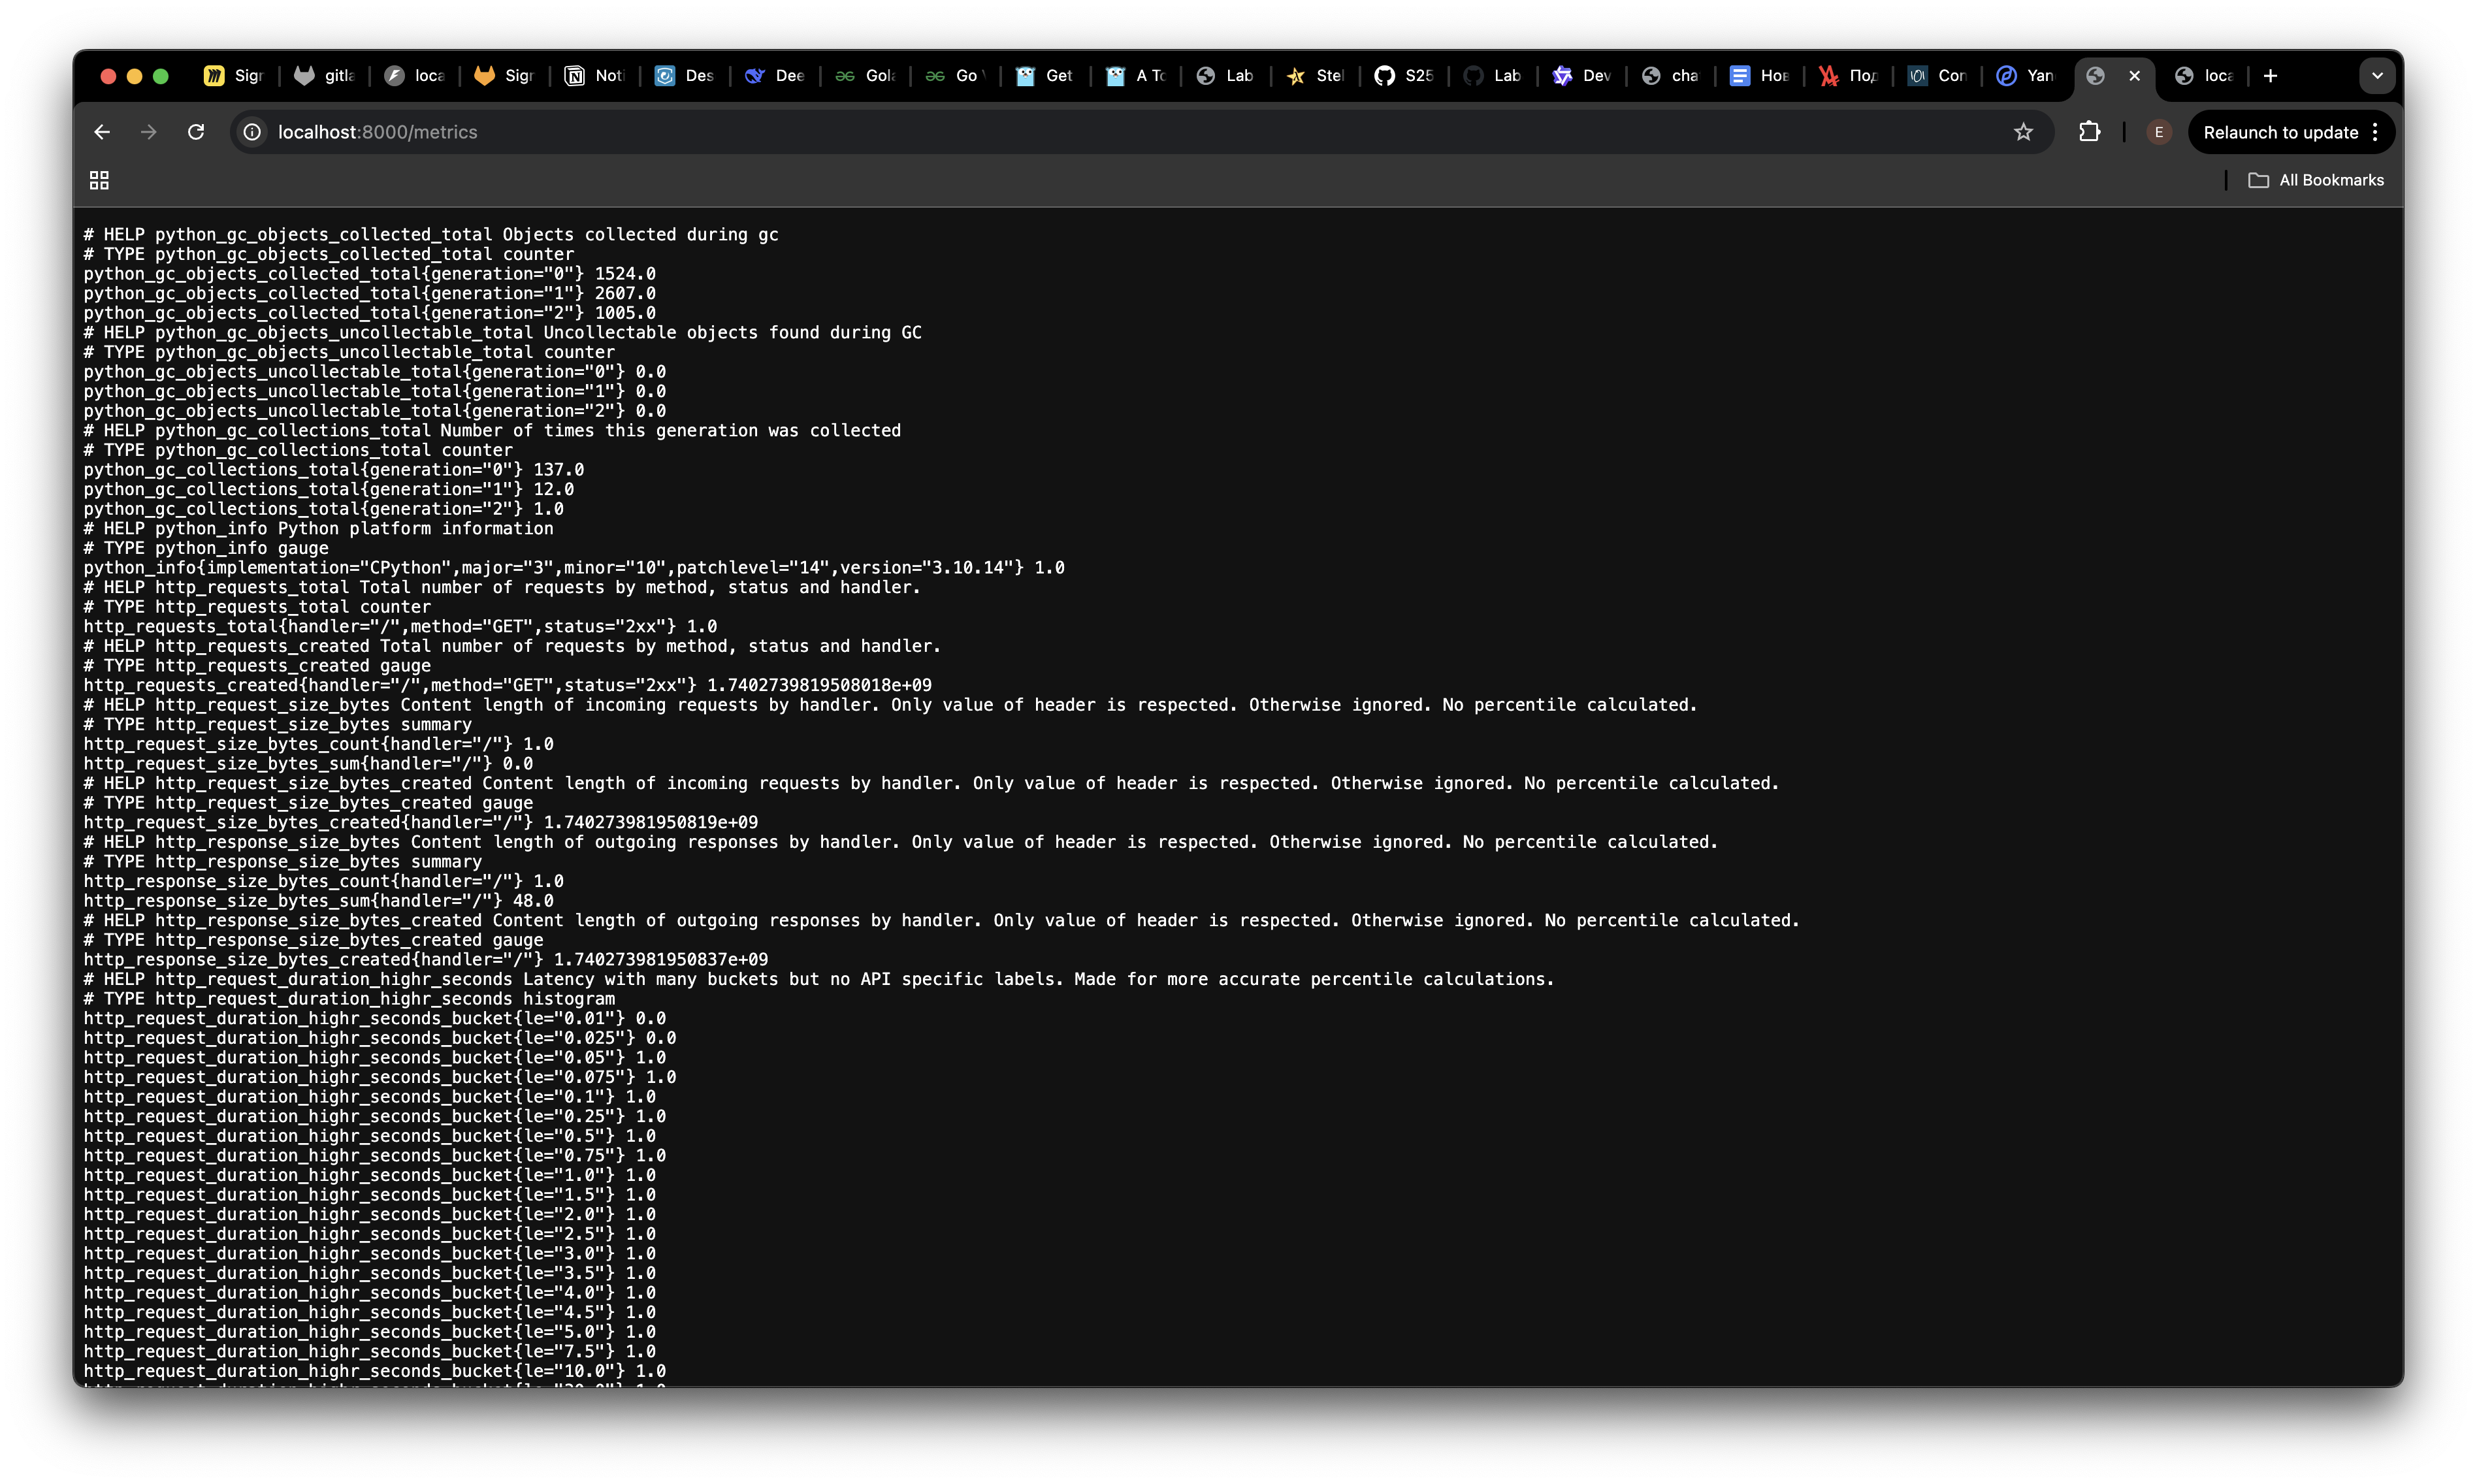 Sigr
gitla
loca
Sigr
Noti
Des
Dee
Gola
Go
Get
A To
Lab
Stel
S25
Lab
Dev
cha
Нов
Под
Con
Yan
loca
localhost:8000/metrics
E
Relaunch to update
All Bookmarks
# HELP python_gc_objects_collected_total Objects collected during gc
# TYPE python_gc_objects_collected_total counter
python_gc_objects_collected_total{generation="0"} 1524.0
python_gc_objects_collected_total{generation="1"} 2607.0
python_gc_objects_collected_total{generation="2"} 1005.0
# HELP python_gc_objects_uncollectable_total Uncollectable objects found during GC
# TYPE python_gc_objects_uncollectable_total counter
python_gc_objects_uncollectable_total{generation="0"} 0.0
python_gc_objects_uncollectable_total{generation="1"} 0.0
python_gc_objects_uncollectable_total{generation="2"} 0.0
# HELP python_gc_collections_total Number of times this generation was collected
# TYPE python_gc_collections_total counter
python_gc_collections_total{generation="0"} 137.0
python_gc_collections_total{generation="1"} 12.0
python_gc_collections_total{generation="2"} 1.0
# HELP python_info Python platform information
# TYPE python_info gauge
python_info{implementation="CPython",major="3",minor="10",patchlevel="14",version="3.10.14"} 1.0
# HELP http_requests_total Total number of requests by method, status and handler.
# TYPE http_requests_total counter
http_requests_total{handler="/",method="GET",status="2xx"} 1.0
# HELP http_requests_created Total number of requests by method, status and handler.
# TYPE http_requests_created gauge
http_requests_created{handler="/",method="GET",status="2xx"} 1.7402739819508018e+09
# HELP http_request_size_bytes Content length of incoming requests by handler. Only value of header is respected. Otherwise ignored. No percentile calculated.
# TYPE http_request_size_bytes summary
http_request_size_bytes_count{handler="/"} 1.0
http_request_size_bytes_sum{handler="/"} 0.0
# HELP http_request_size_bytes_created Content length of incoming requests by handler. Only value of header is respected. Otherwise ignored. No percentile calculated.
# TYPE http_request_size_bytes_created gauge
http_request_size_bytes_created{handler="/"} 1.740273981950819e+09
# HELP http_response_size_bytes Content length of outgoing responses by handler. Only value of header is respected. Otherwise ignored. No percentile calculated.
# TYPE http_response_size_bytes summary
http_response_size_bytes_count{handler="/"} 1.0
http_response_size_bytes_sum{handler="/"} 48.0
# HELP http_response_size_bytes_created Content length of outgoing responses by handler. Only value of header is respected. Otherwise ignored. No percentile calculated.
# TYPE http_response_size_bytes_created gauge
http_response_size_bytes_created{handler="/"} 1.740273981950837e+09
# HELP http_request_duration_highr_seconds Latency with many buckets but no API specific labels. Made for more accurate percentile calculations.
# TYPE http_request_duration_highr_seconds histogram
http_request_duration_highr_seconds_bucket{le="0.01"} 0.0
http_request_duration_highr_seconds_bucket{le="0.025"} 0.0
http_request_duration_highr_seconds_bucket{le="0.05"} 1.0
http_request_duration_highr_seconds_bucket{le="0.075"} 1.0
http_request_duration_highr_seconds_bucket{le="0.1"} 1.0
http_request_duration_highr_seconds_bucket{le="0.25"} 1.0
http_request_duration_highr_seconds_bucket{le="0.5"} 1.0
http_request_duration_highr_seconds_bucket{le="0.75"} 1.0
http_request_duration_highr_seconds_bucket{le="1.0"} 1.0
http_request_duration_highr_seconds_bucket{le="1.5"} 1.0
http_request_duration_highr_seconds_bucket{le="2.0"} 1.0
http_request_duration_highr_seconds_bucket{le="2.5"} 1.0
http_request_duration_highr_seconds_bucket{le="3.0"} 1.0
http_request_duration_highr_seconds_bucket{le="3.5"} 1.0
http_request_duration_highr_seconds_bucket{le="4.0"} 1.0
http_request_duration_highr_seconds_bucket{le="4.5"} 1.0
http_request_duration_highr_seconds_bucket{le="5.0"} 1.0
http_request_duration_highr_seconds_bucket{le="7.5"} 1.0
http_request_duration_highr_seconds_bucket{le="10.0"} 1.0